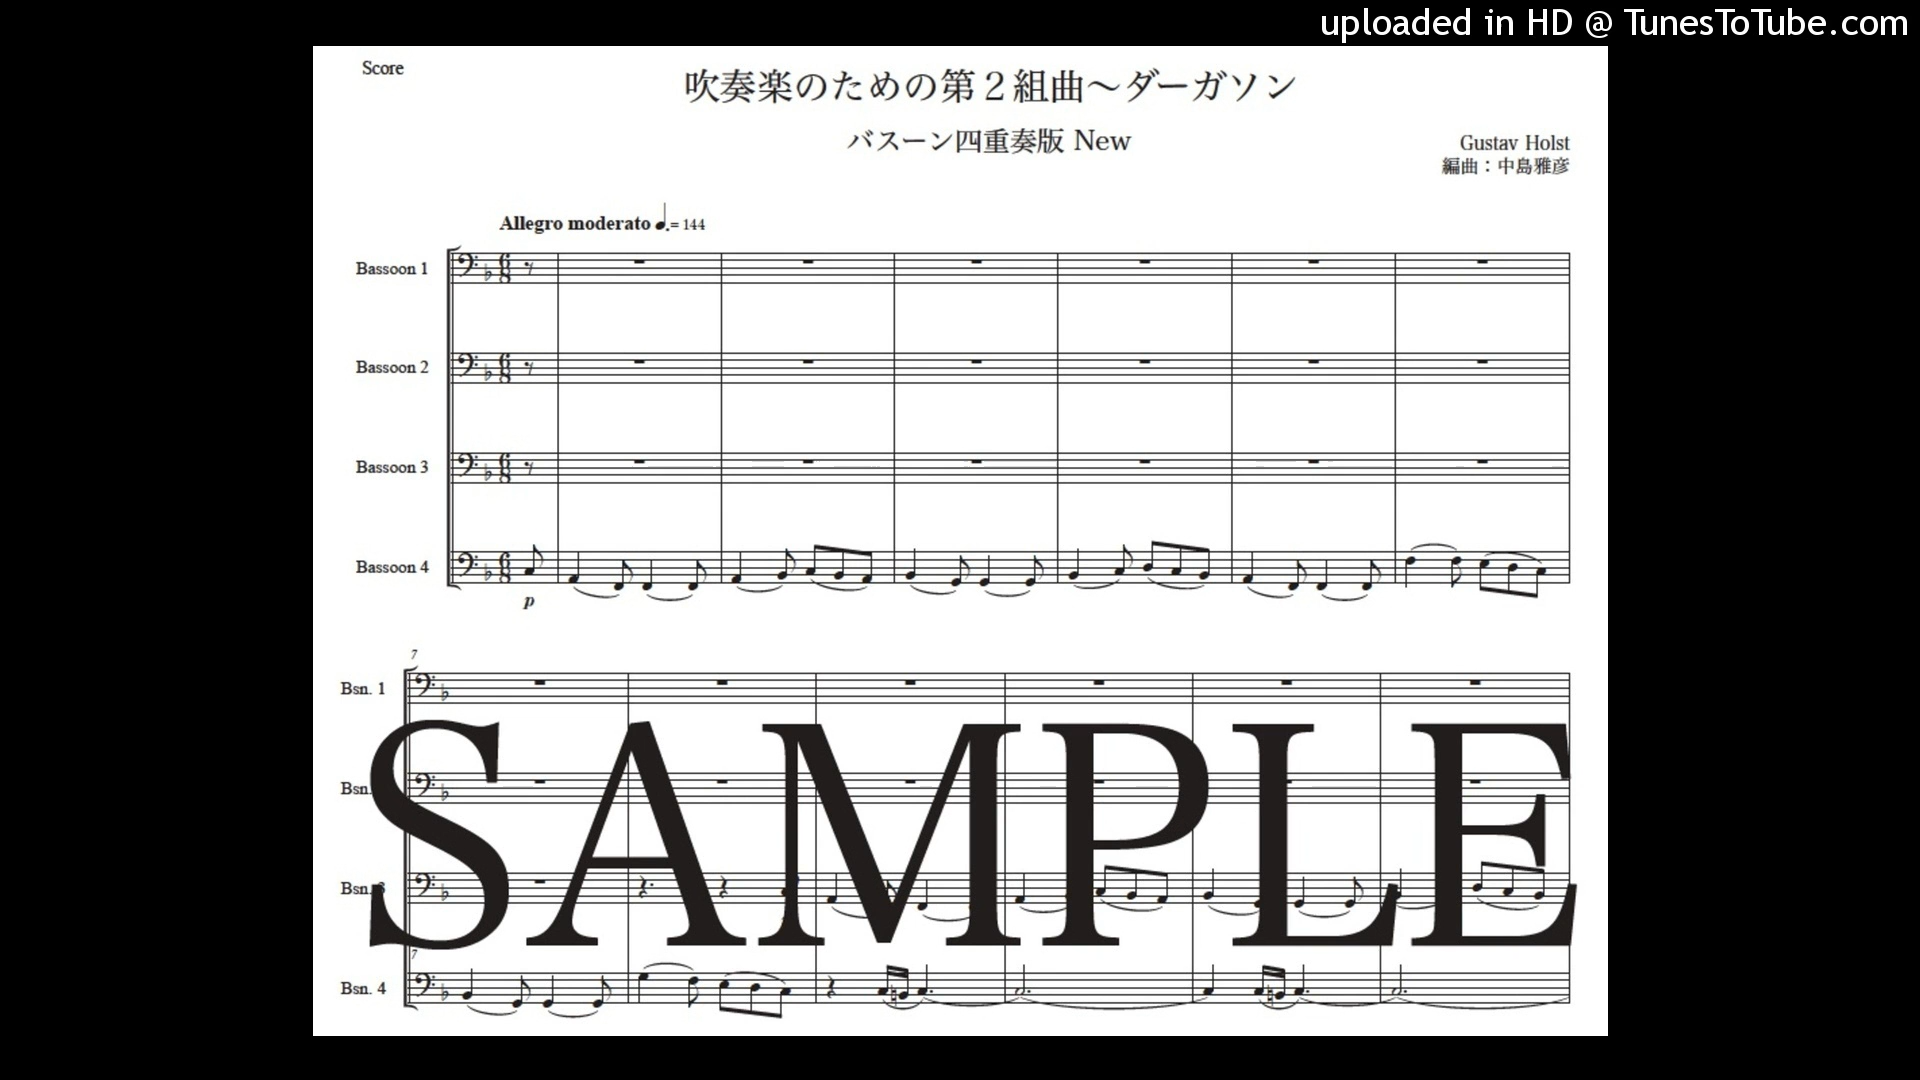 uploaded in HD @ TunesToTube.com
Score
吹奏楽のための第２組曲～ダーガソン
バスーン四重奏版 New
Gustav Holst
編曲：中島雅彦
Allegro moderato ♩.= 144
Bassoon 1
Bassoon 2
Bassoon 3
Bassoon 4
p
7
Bsn. 1
Bsn.
Bsn. 3
7
Bsn. 4
SAMPLE